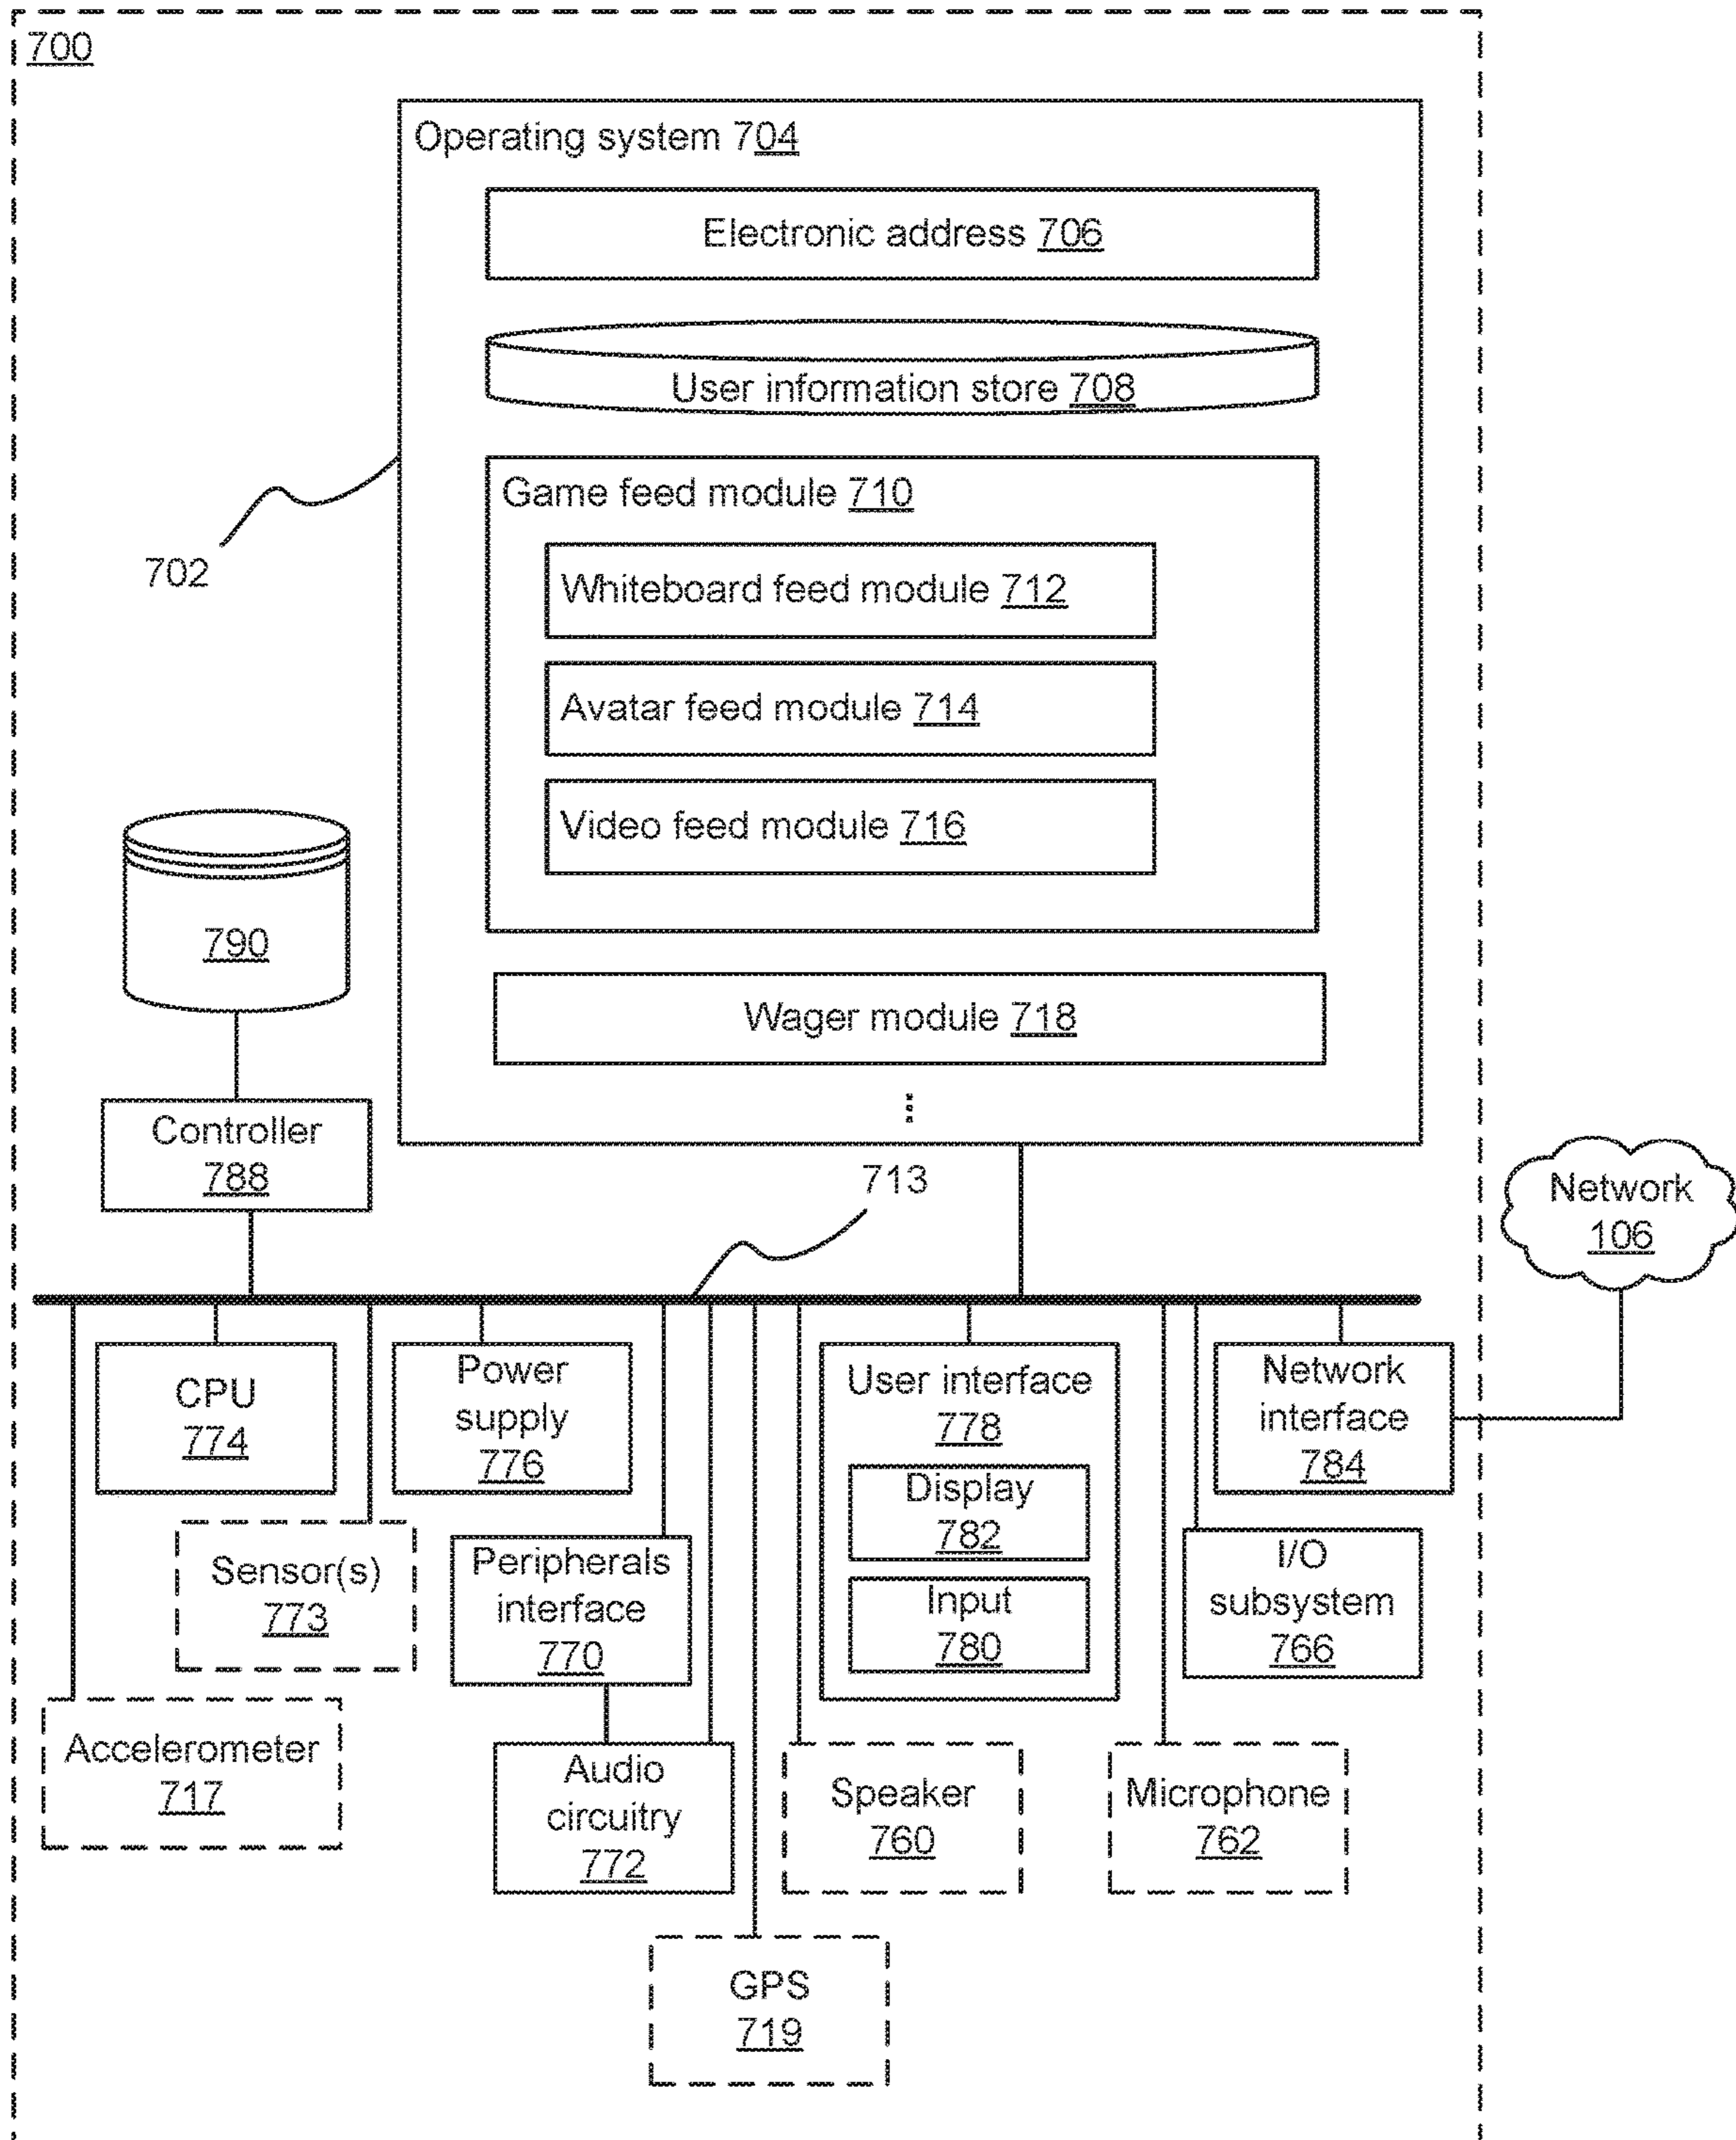 700
Operating system 704
Electronic address 706
User information store 708
Game feed module 710
Whiteboard feed module 712
702
Avatar feed module 714
Video feed module 716
790
Wager module 718
⋮
Controller
788
713
Network
106
CPU
774
Power
supply
776
User interface
778
Display
782
Input
780
Network
interface
784
Sensor(s)
773
Peripherals
interface
770
I/O
subsystem
766
Accelerometer
717
Audio
circuitry
772
Speaker
760
Microphone
762
GPS
719